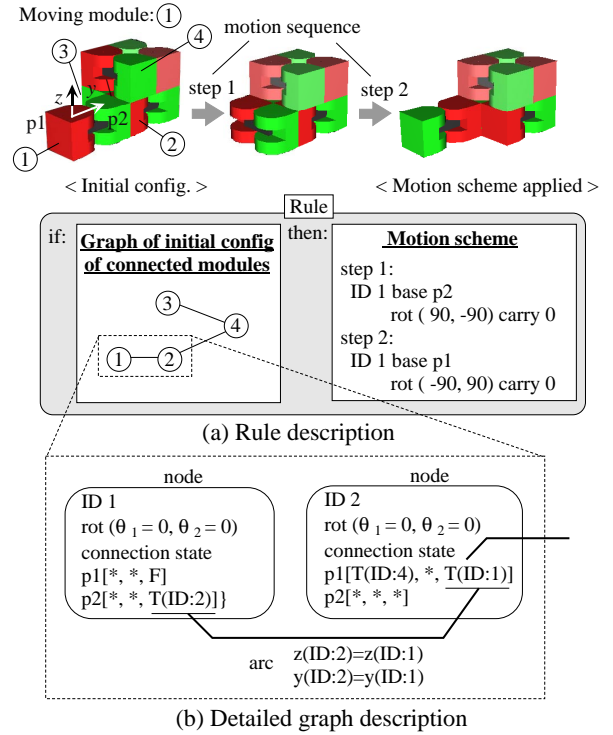 Moving module: ①
③
④
motion sequence
step 1
step 2
z
y
p1
p2
①
②
< Initial config. >
< Motion scheme applied >
Rule
if:
Graph of initial config
of connected modules
③
④
①
②
then:
Motion scheme
step 1:
ID 1 base p2
rot ( 90, -90) carry 0
step 2:
ID 1 base p1
rot ( -90, 90) carry 0
(a) Rule description
node
ID 1
rot (θ1 = 0, θ2 = 0)
connection state
p1[*, *, F]
p2[*, *, T(ID:2)]}
node
ID 2
rot (θ1 = 0, θ2 = 0)
connection state
p1[T(ID:4), *, T(ID:1)]
p2[*, *, *]
arc
z(ID:2)=z(ID:1)
y(ID:2)=y(ID:1)
(b) Detailed graph description